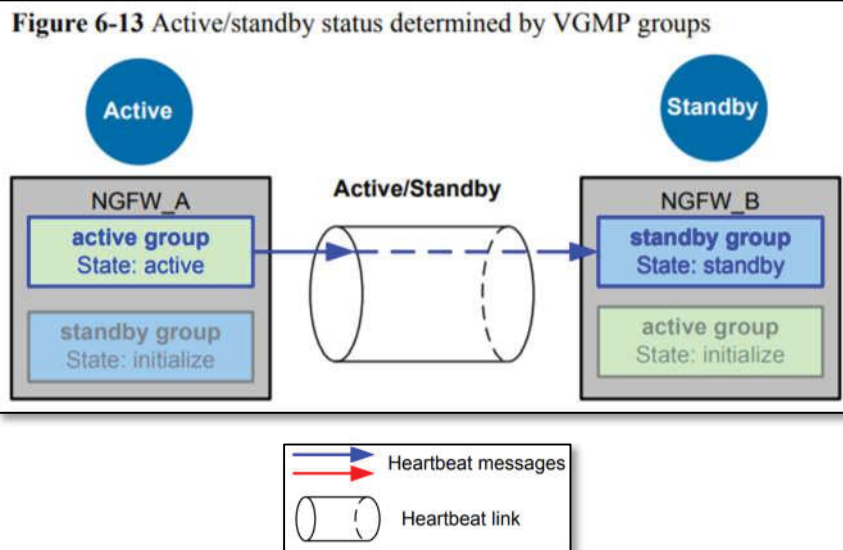 Figure 6-13 Active/standby status determined by VGMP groups
Active
Standby
Active/Standby
NGFW_A
active group
State: active
standby group
State: initialize
NGFW_B
standby group
State: standby
active group
State: initialize
Heartbeat messages
Heartbeat link